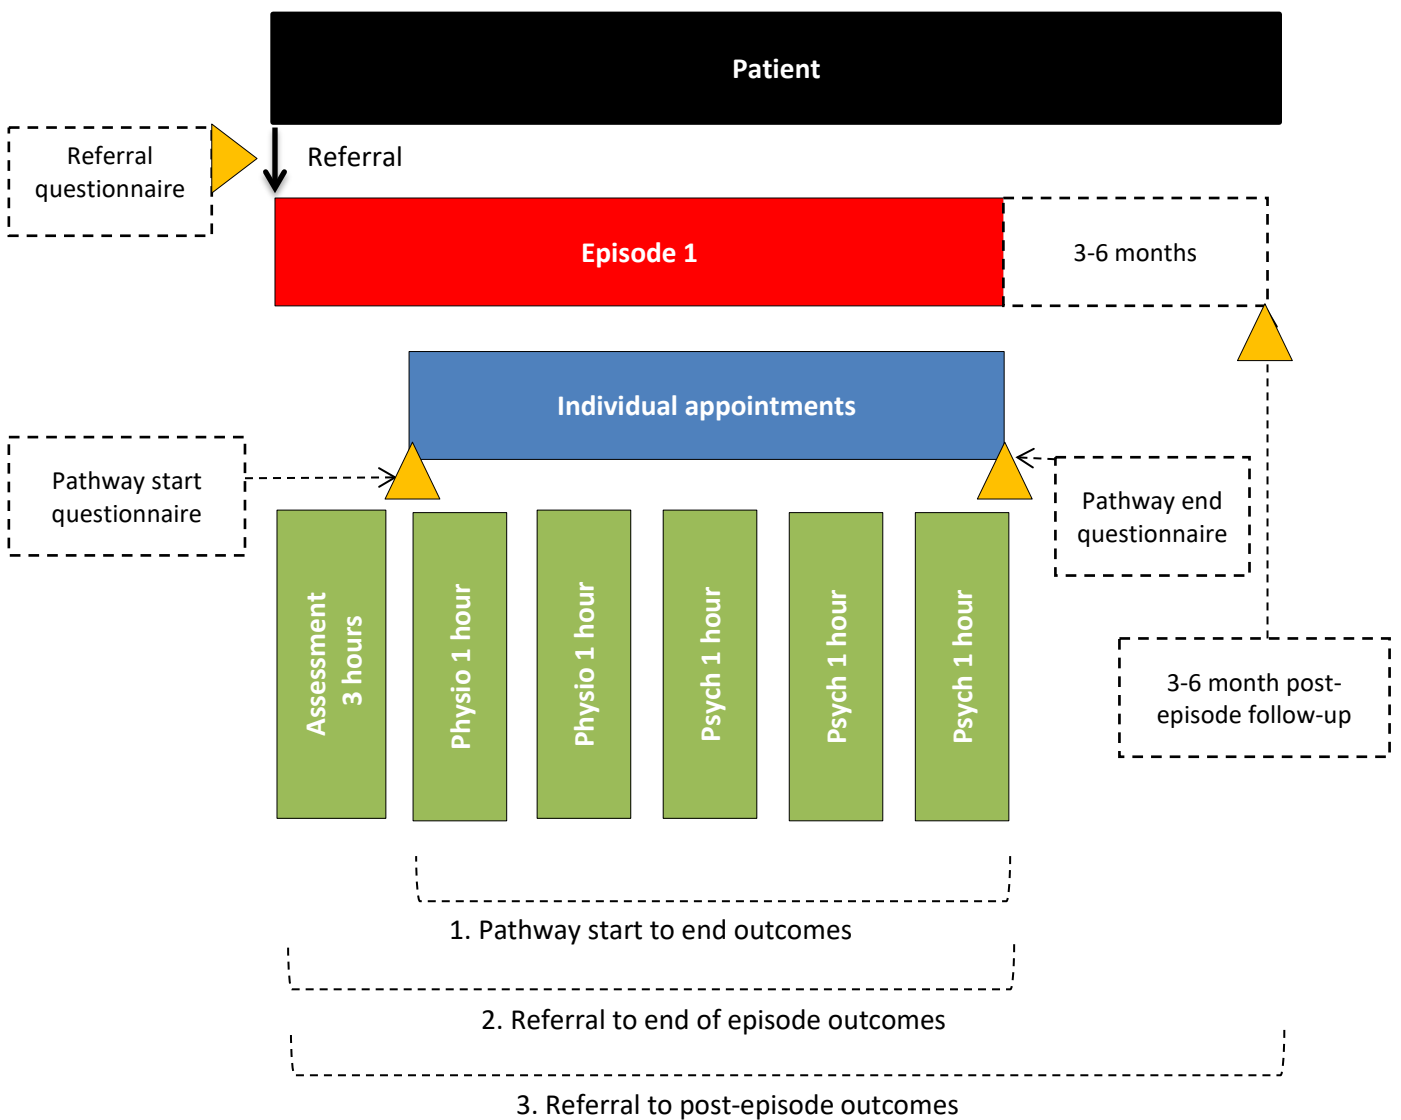 Patient
Referral
questionnaire
Referral
Episode 1
3-6 months
Individual appointments
Pathway start
questionnaire
Pathway end
questionnaire
Assessment
3 hours
Physio 1 hour
Physio 1 hour
Psych 1 hour
Psych 1 hour
Psych 1 hour
3-6 month post-
episode follow-up
1. Pathway start to end outcomes
2. Referral to end of episode outcomes
3. Referral to post-episode outcomes